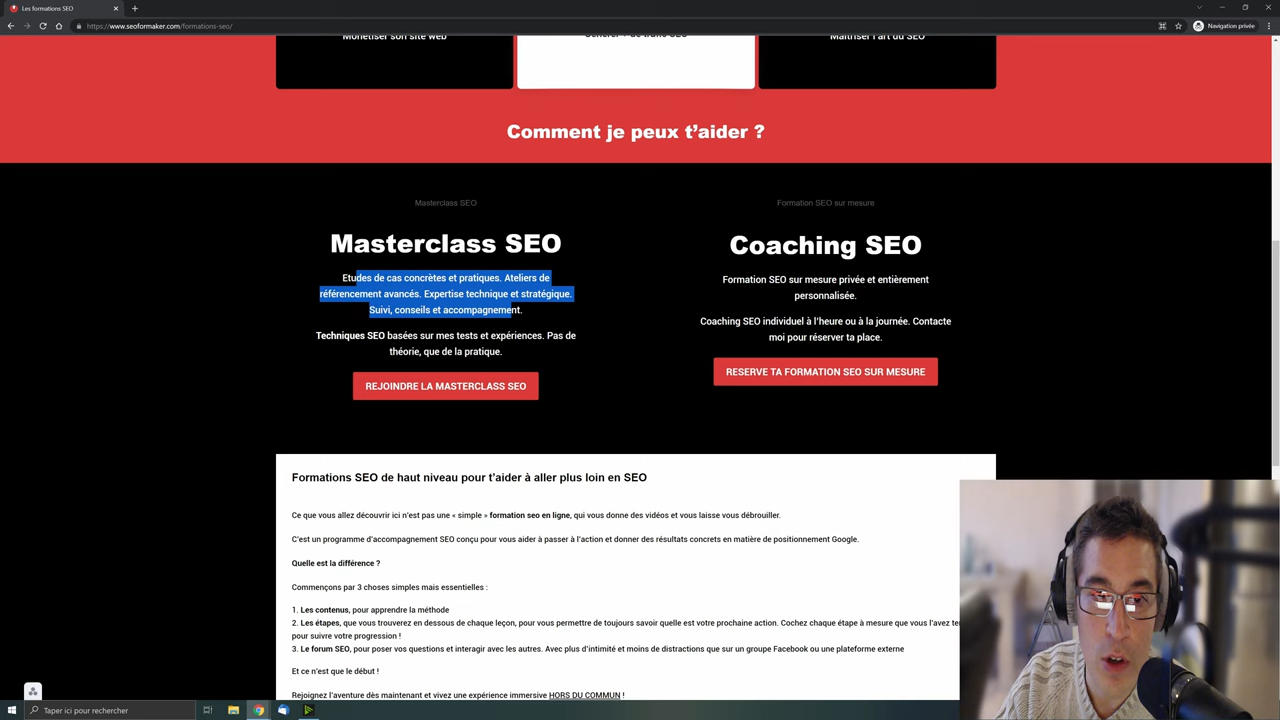 Les formations SEO
https://www.seoformaker.com/formations-seo/
Navigation privée
Monétiser son site web
Générer + de trafic SEO
Maîtriser l'art du SEO
Comment je peux t'aider ?
Masterclass SEO
Masterclass SEO
Etudes de cas concrètes et pratiques. Ateliers de
référencement avancés. Expertise technique et stratégique.
Suivi, conseils et accompagnement.
Techniques SEO basées sur mes tests et expériences. Pas de
théorie, que de la pratique.
REJOINDRE LA MASTERCLASS SEO
Formation SEO sur mesure
Coaching SEO
Formation SEO sur mesure privée et entièrement
personnalisée.
Coaching SEO individuel à l'heure ou à la journée. Contacte
moi pour réserver ta place.
RESERVE TA FORMATION SEO SUR MESURE
Formations SEO de haut niveau pour t'aider à aller plus loin en SEO
Ce que vous allez découvrir ici n'est pas une « simple » formation seo en ligne, qui vous donne des vidéos et vous laisse vous débrouiller.
C'est un programme d'accompagnement SEO conçu pour vous aider à passer à l'action et donner des résultats concrets en matière de positionnement Google.
Quelle est la différence ?
Commençons par 3 choses simples mais essentielles :
1. Les contenus, pour apprendre la méthode
2. Les étapes, que vous trouverez en dessous de chaque leçon, pour vous permettre de toujours savoir quelle est votre prochaine action. Cochez chaque étape à mesure que vous l'avez
pour suivre votre progression !
3. Le forum SEO, pour poser vos questions et interagir avec les autres. Avec plus d'intimité et moins de distractions que sur un groupe Facebook ou une plateforme externe
Et ce n'est que le début !
Rejoignez l'aventure dès maintenant et vivez une expérience immersive HORS DU COMMUN !
Taper ici pour rechercher